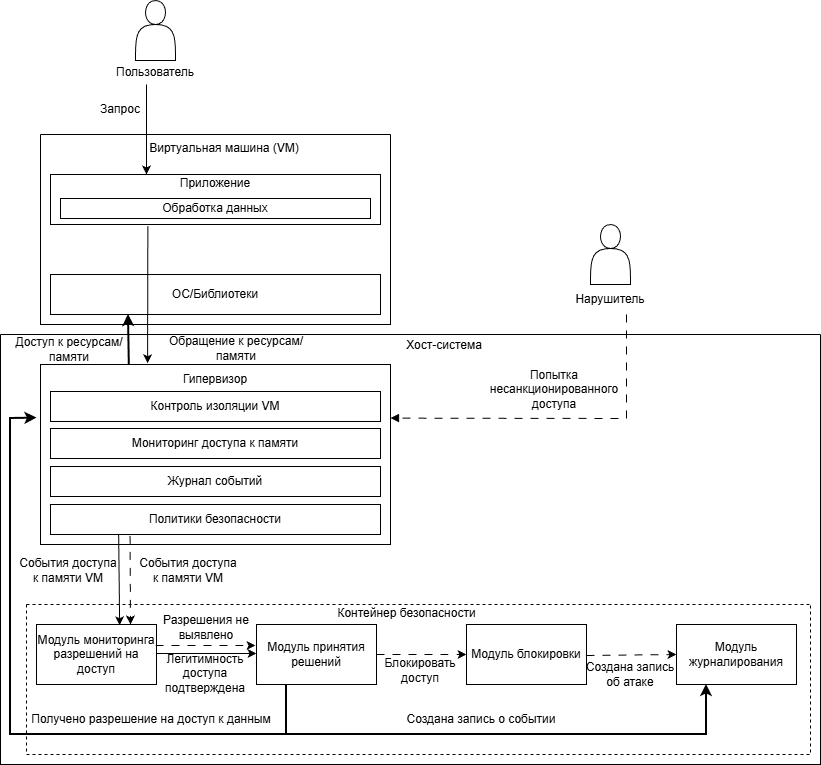 Пользователь
Запрос
Виртуальная машина (VM)
Приложение
Обработка данных
ОС/Библиотеки
Нарушитель
Хост-система
Доступ к ресурсам/
памяти
Обращение к ресурсам/
памяти
Гипервизор
Контроль изоляции VM
Мониторинг доступа к памяти
Журнал событий
Политики безопасности
Попытка
несанкционированного
доступа
События доступа
к памяти VM
События доступа
к памяти VM
Контейнер безопасности
Модуль мониторинга
разрешений на
доступ
Разрешения не
выявлено
Легитимность
доступа
подтверждена
Модуль принятия
решений
Блокировать
доступ
Модуль блокировки
Создана запись
об атаке
Модуль
журналирования
Получено разрешение на доступ к данным
Создана запись о событии